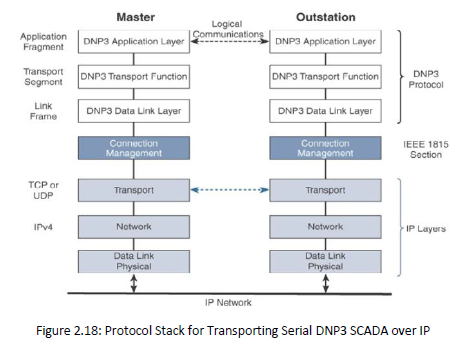 Master
Outstation
Logical
Communications
Application
Fragment
DNP3 Application Layer
DNP3 Application Layer
Transport
Segment
DNP3 Transport Function
DNP3 Transport Function
DNP3
Protocol
Link
Frame
DNP3 Data Link Layer
DNP3 Data Link Layer
Connection
Management
Connection
Management
IEEE 1815
Section
TCP or
UDP
Transport
Transport
IPv4
Network
Network
IP Layers
Data Link
Physical
Data Link
Physical
IP Network
Figure 2.18: Protocol Stack for Transporting Serial DNP3 SCADA over IP